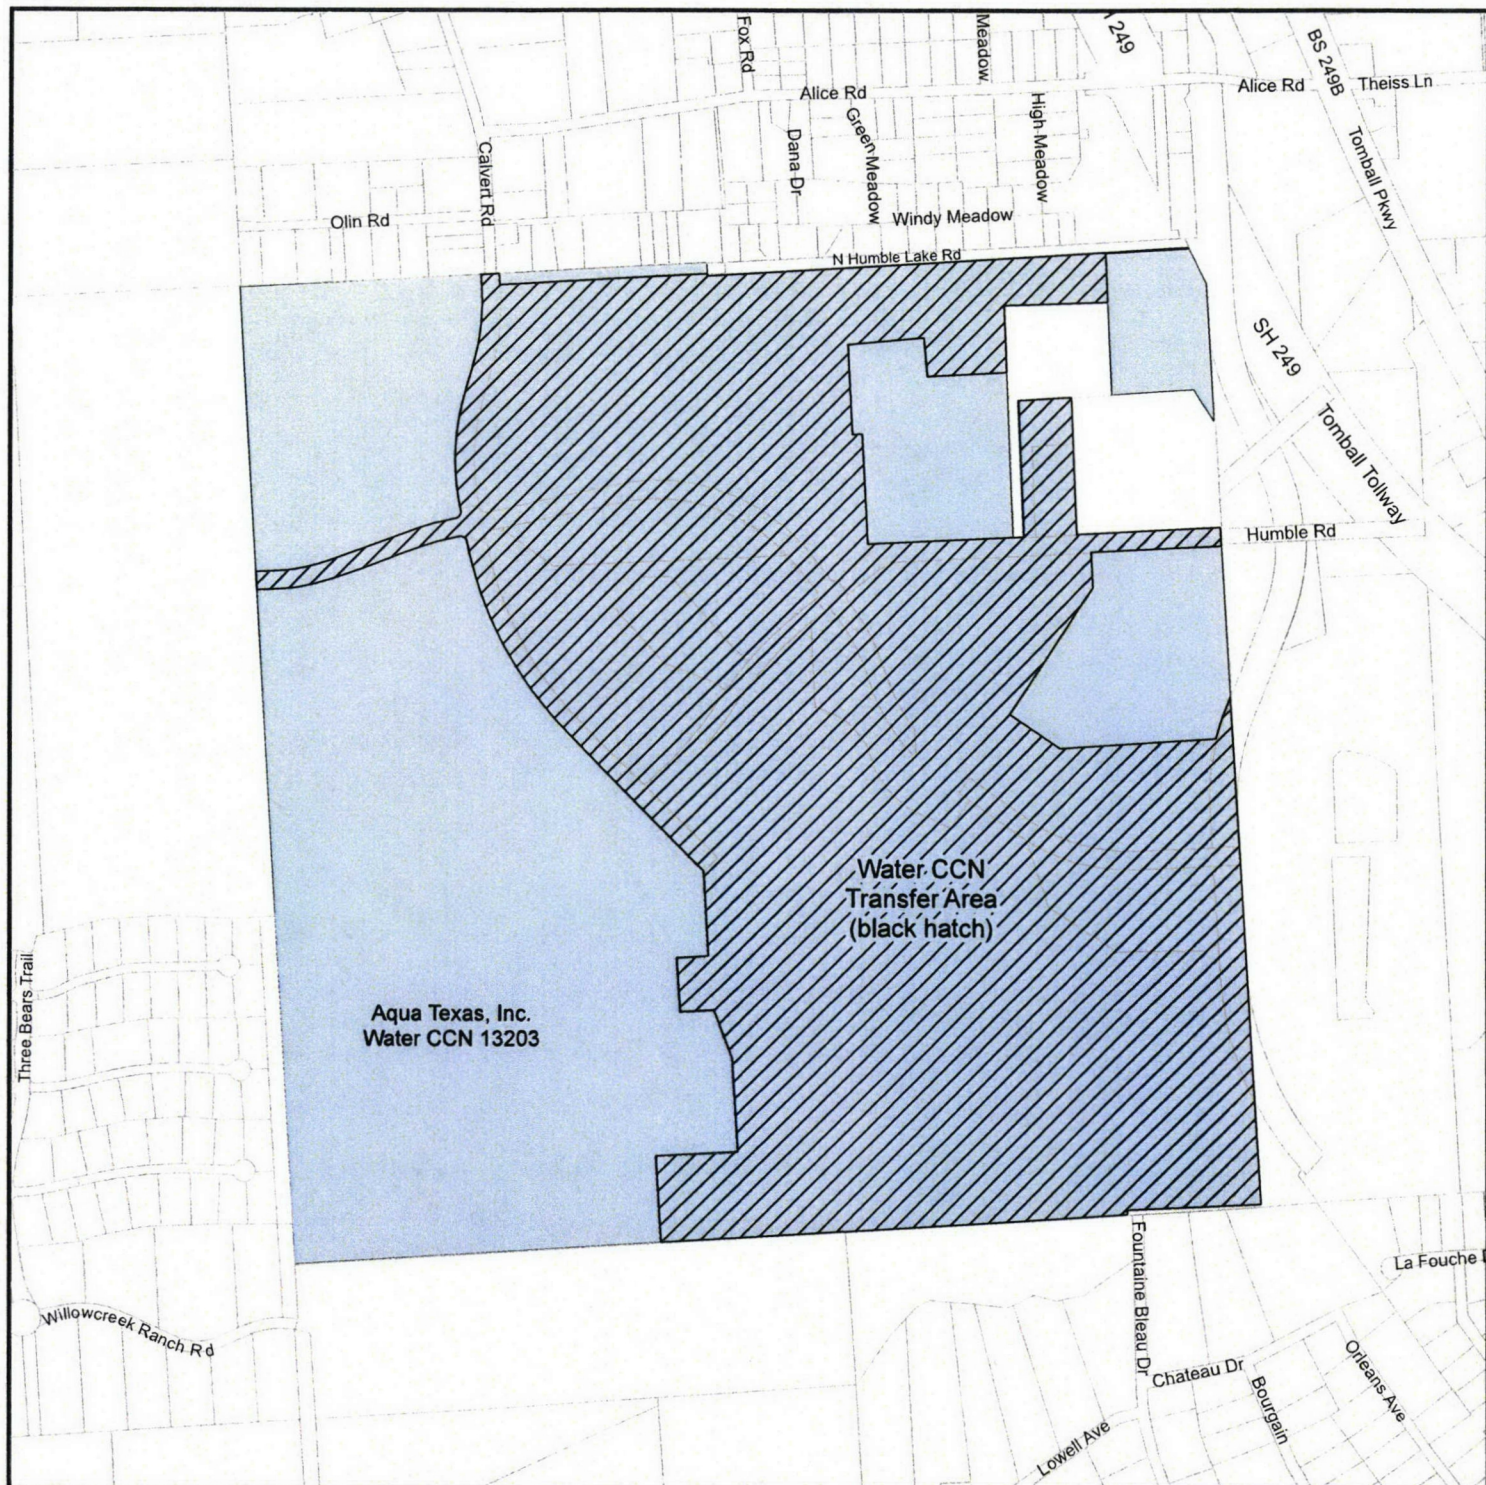 Fox Rd
Meadow
249
BS 249B
Alice Rd
Alice Rd
Theiss Ln
Calvert Rd
Dana Dr
Green Meadow
High Meadow
Tomball Pkwy
Olin Rd
Windy Meadow
N Humble Lake Rd
SH 249
Tomball Tollway
Humble Rd
Water CCN
Transfer Area
(black hatch)
Three Bears Trail
Aqua Texas, Inc.
Water CCN 13203
Fountaine Bleau Dr
La Fouche
Willowcreek Ranch Rd
Chateau Dr
Bourgain
Orleans Ave
Lowell Ave